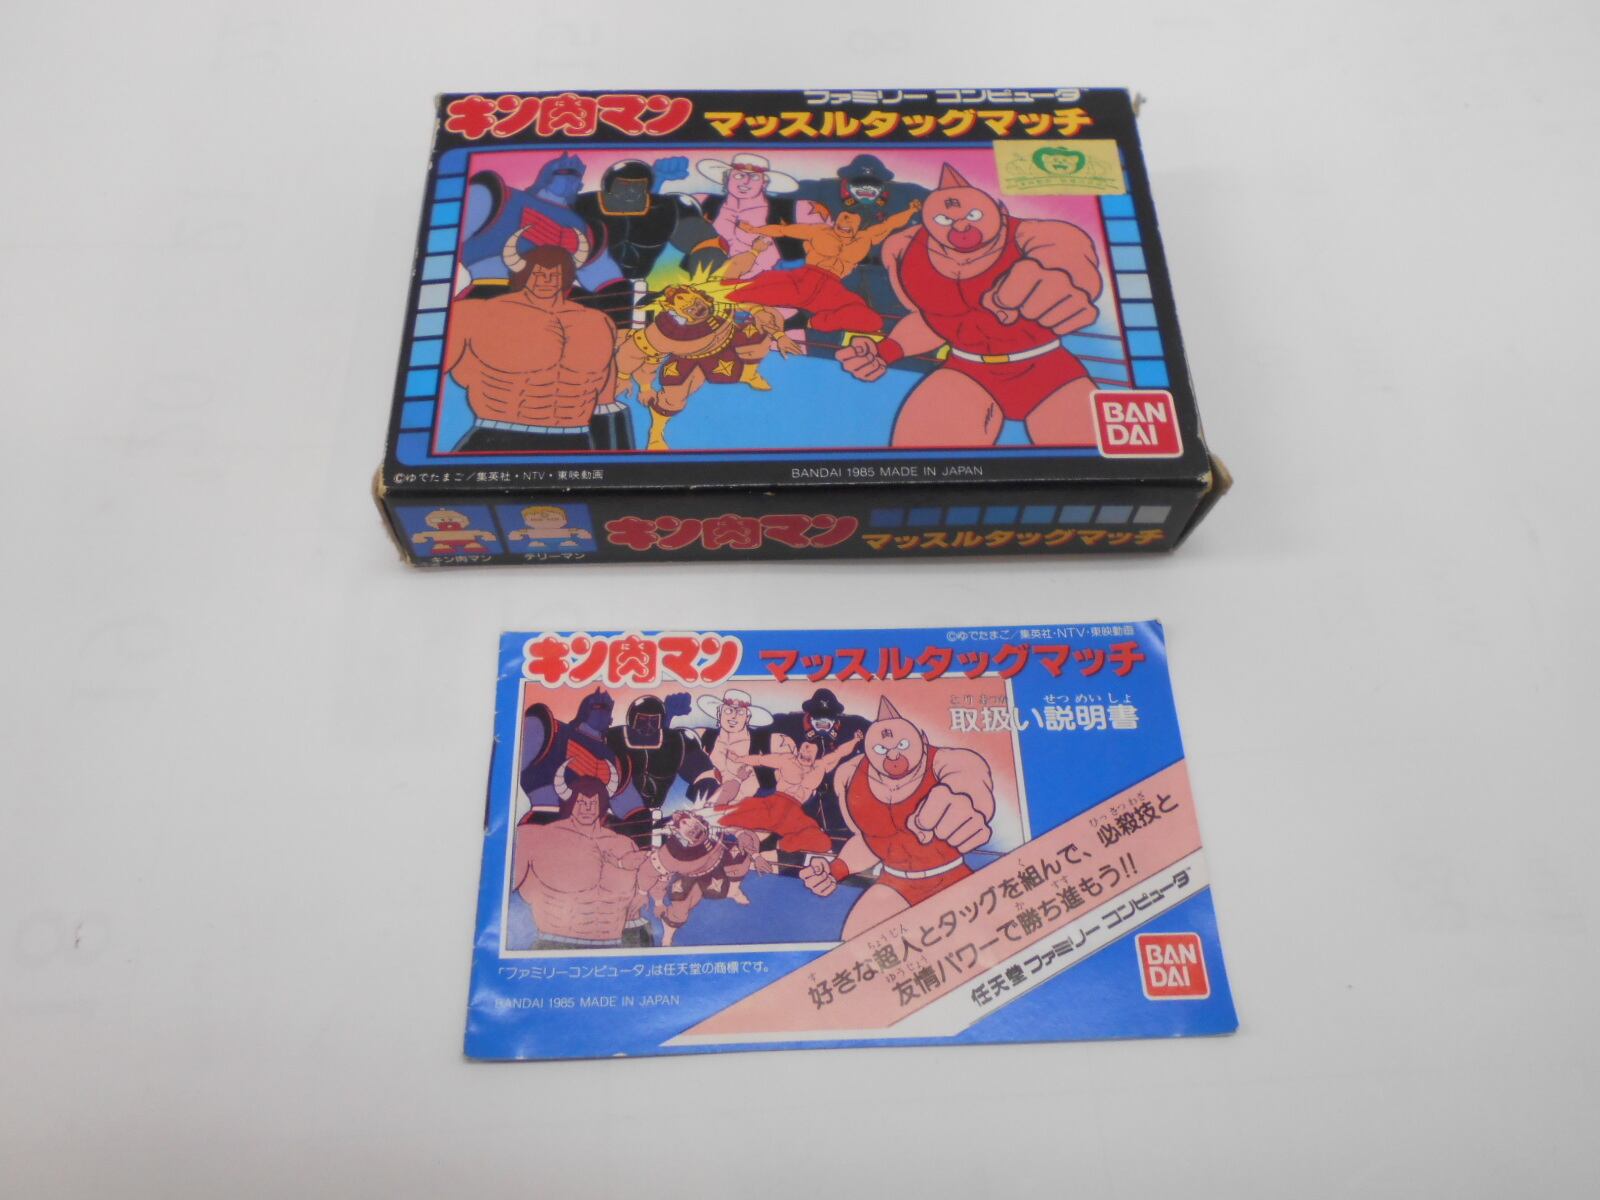 ファミリー コンピュータ
キン肉マン マッスルタッグマッチ
肉
BAN
DAI
©ゆでたまご/集英社・NTV・東映動画
BANDAI 1985 MADE IN JAPAN
キン肉マン テリーマン
キン肉マン マッスルタッグマッチ
©ゆでたまご/集英社・NTV・東映動画
キン肉マン マッスルタッグマッチ
とり あつか せつ めい しょ
取扱い説明書
肉
す ちょうじん く ひっ さつ わざ
好きな超人とタッグを組んで、必殺技と
ゆうじょう か すす
友情パワーで勝ち進もう!!
任天堂 ファミリー コンピュータ
「ファミリーコンピュータ」は任天堂の商標です。
BANDAI 1985 MADE IN JAPAN
BAN
DAI